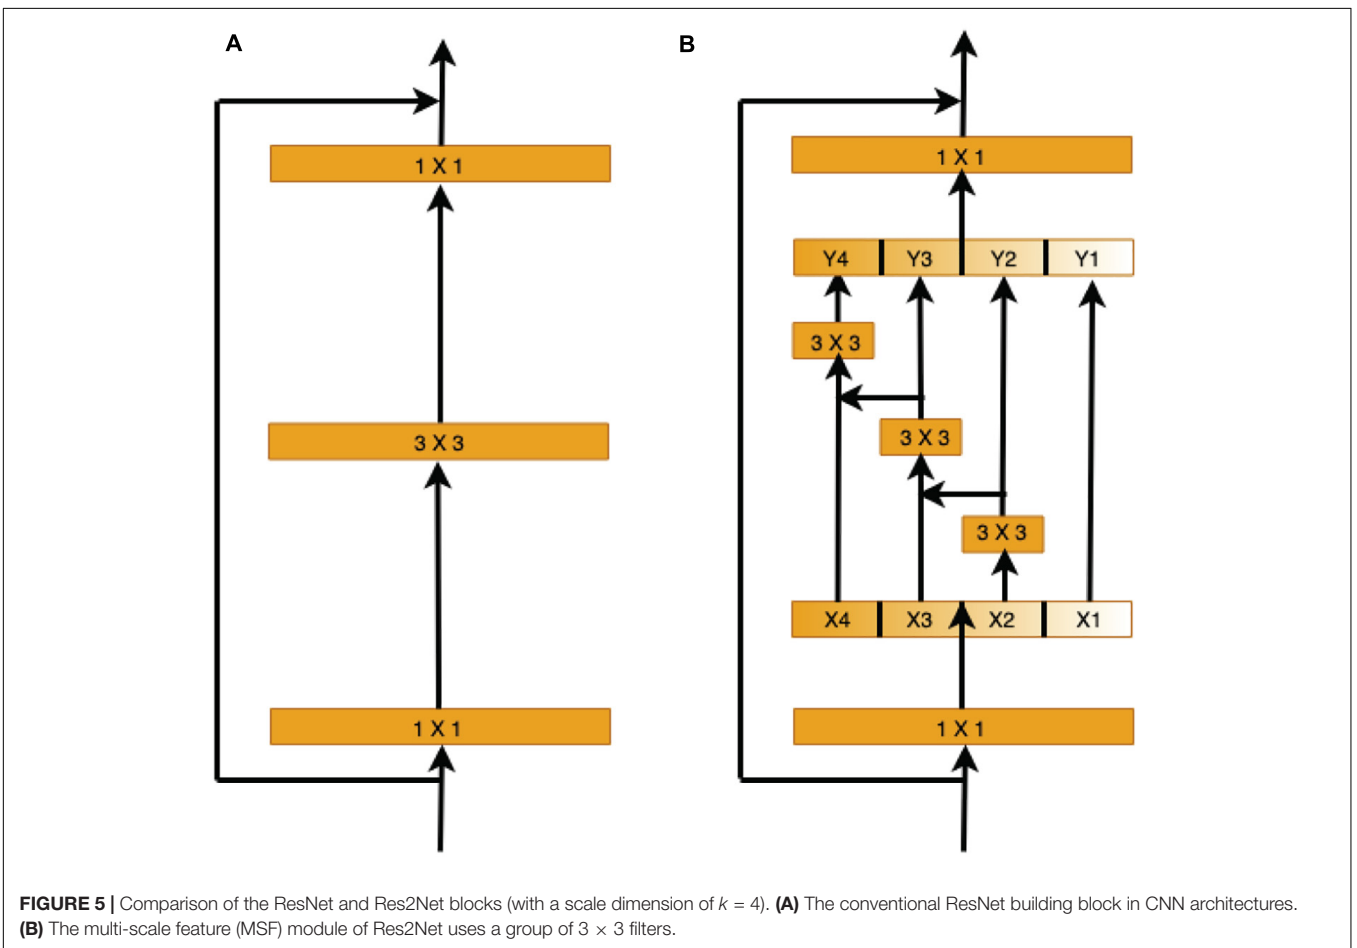 A
1 X 1
3 X 3
1 X 1
B
1 X 1
Y4 Y3 Y2 Y1
3 X 3
3 X 3
3 X 3
X4 X3 X2 X1
1 X 1
FIGURE 5 | Comparison of the ResNet and Res2Net blocks (with a scale dimension of k = 4). (A) The conventional ResNet building block in CNN architectures.
(B) The multi-scale feature (MSF) module of Res2Net uses a group of 3 × 3 filters.